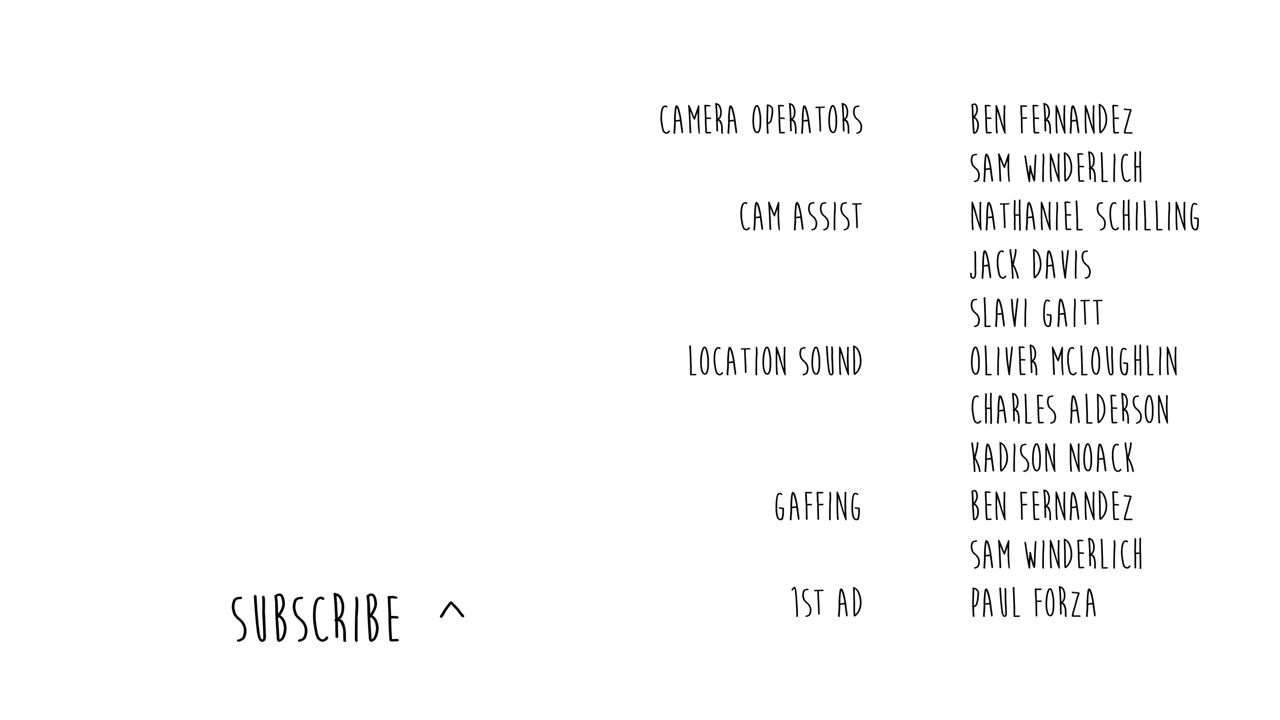 CAMERA OPERATORS BEN FERNANDEZ
SAM WINDERLICH
CAM ASSIST NATHANIEL SCHILLING
JACK DAVIS
SLAVI GAITT
LOCATION SOUND OLIVER MCLOUGHLIN
CHARLES ALDERSON
KADISON NOACK
GAFFING BEN FERNANDEZ
SAM WINDERLICH
1ST AD PAUL FORZA
SUBSCRIBE ^